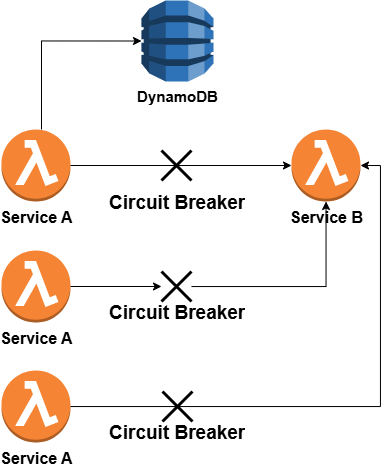 DynamoDB
Circuit Breaker
Service A
Service B
Circuit Breaker
Service A
Circuit Breaker
Service A